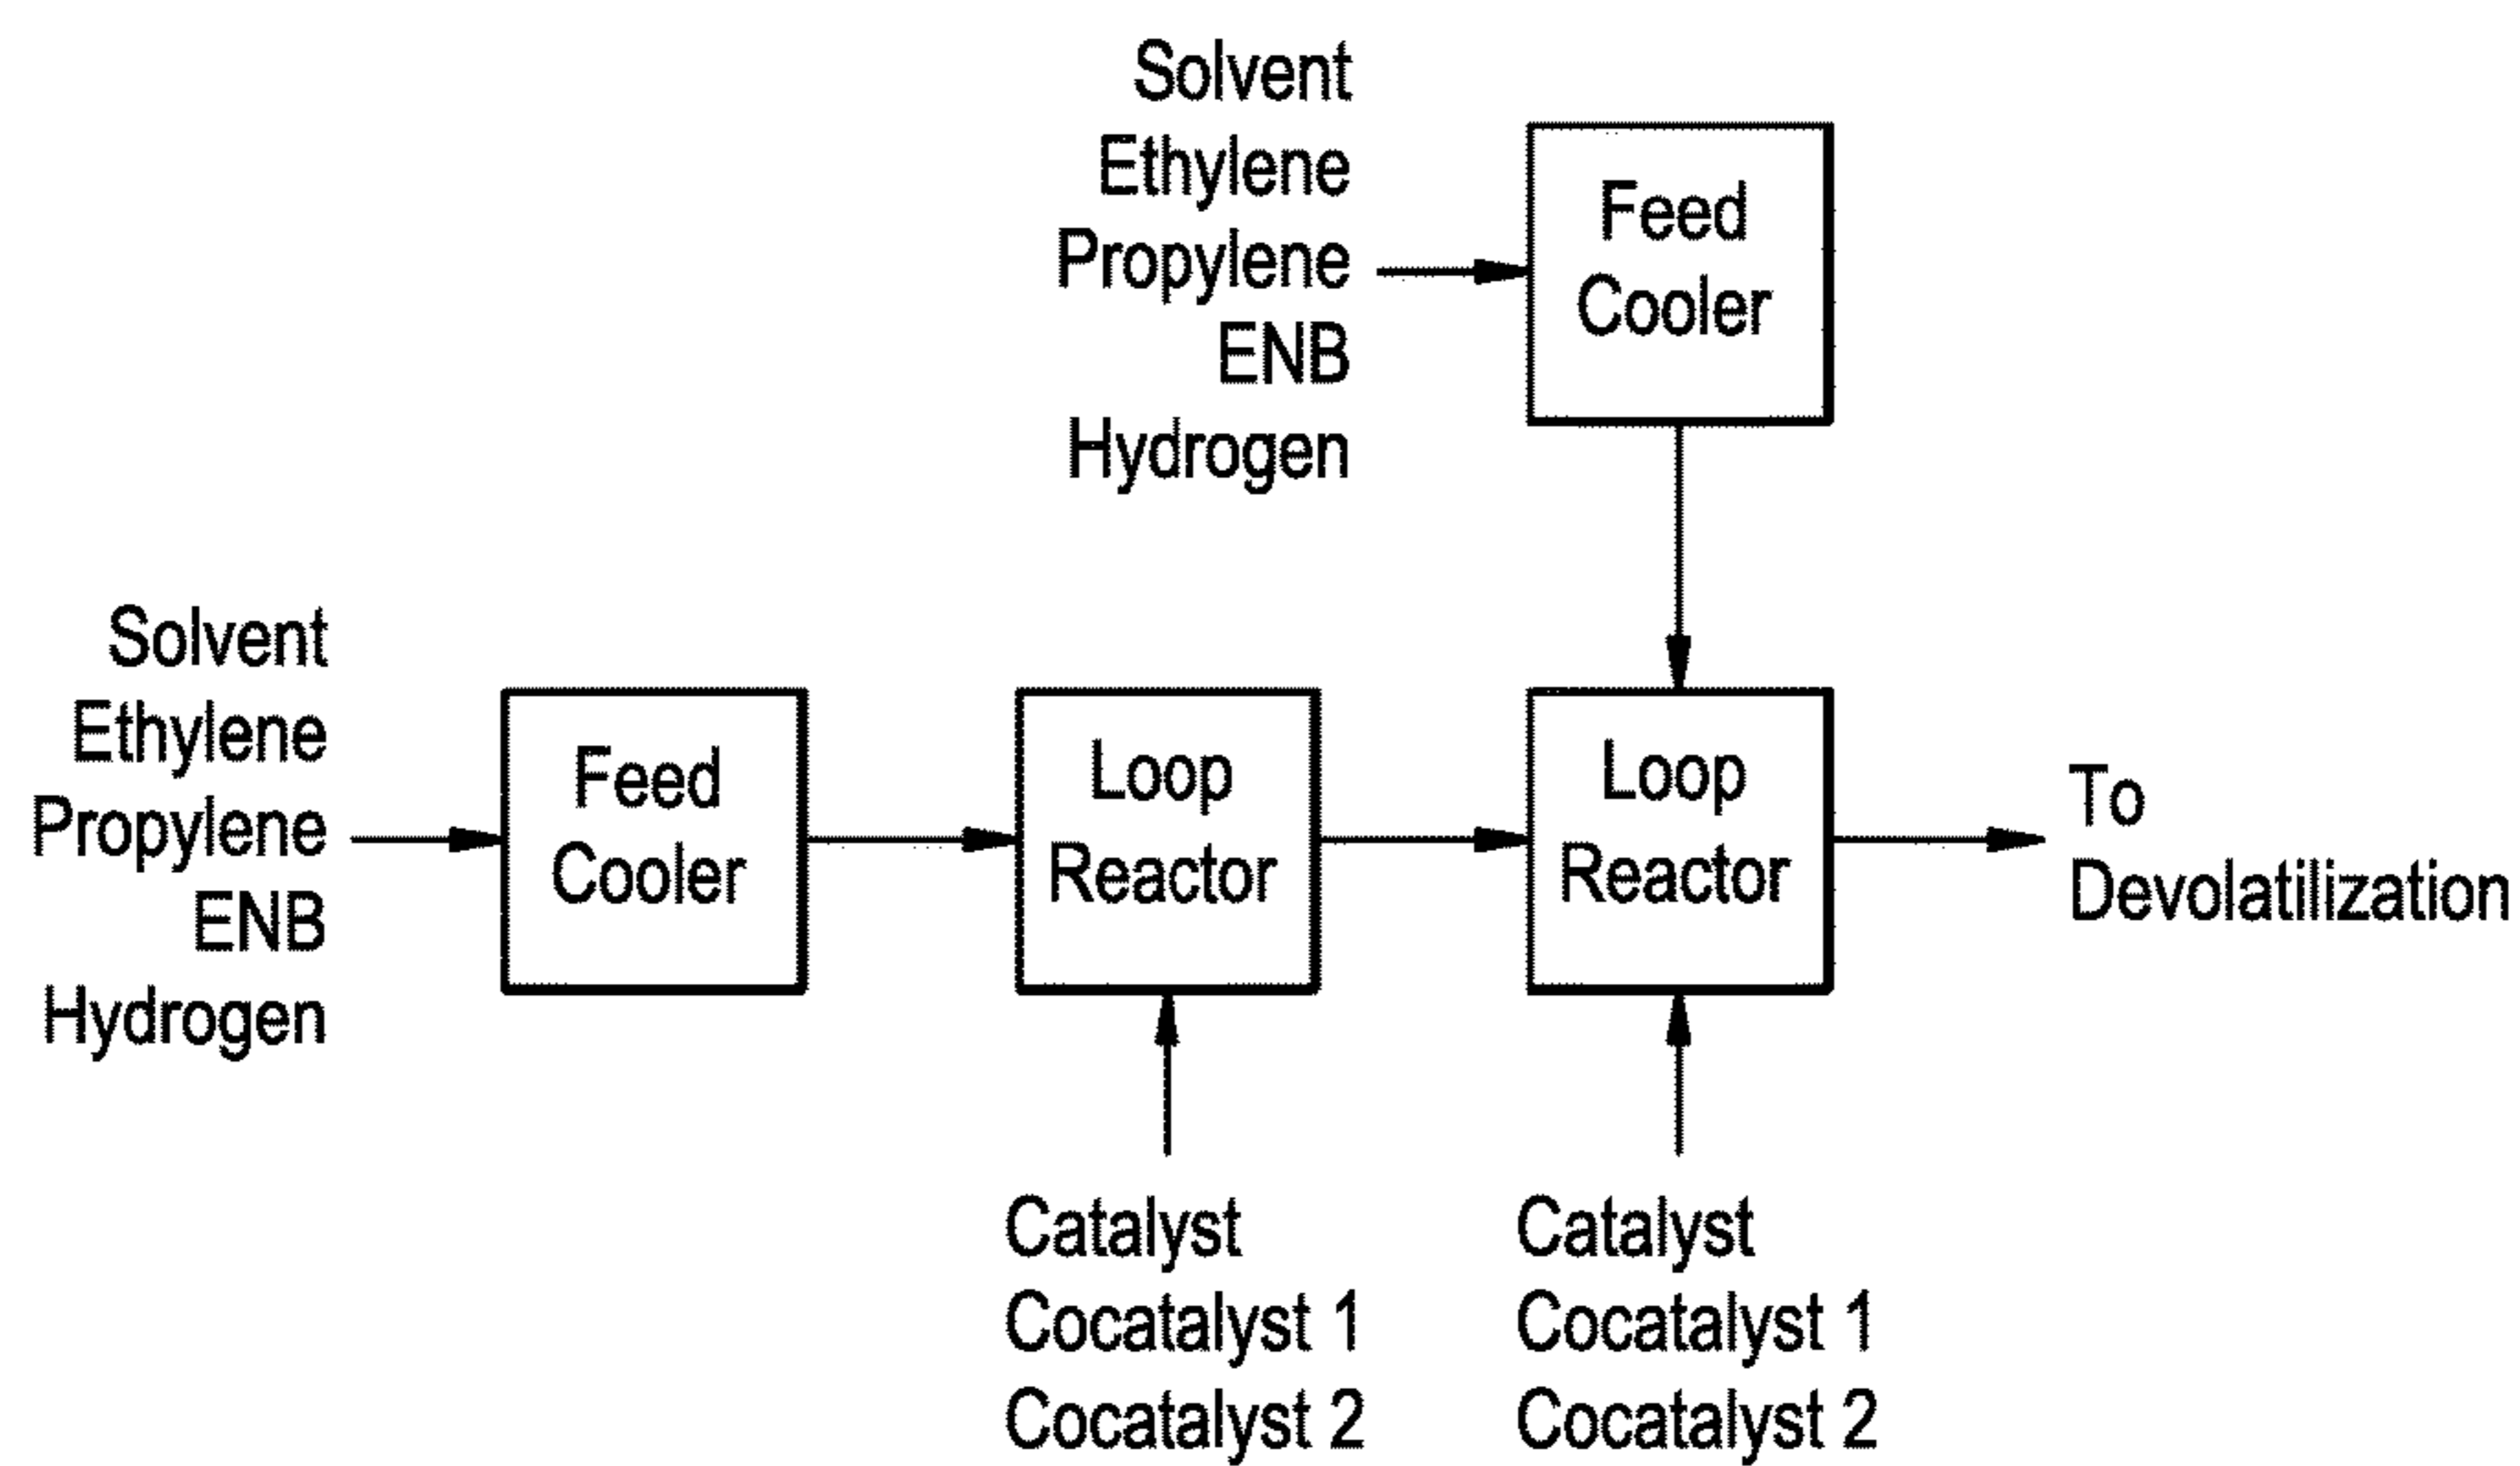 Solvent
Ethylene
Propylene
ENB
Hydrogen
Feed
Cooler
Solvent
Ethylene
Propylene
ENB
Hydrogen
Feed
Cooler
Loop
Reactor
Loop
Reactor
To
Devolatilization
Catalyst
Cocatalyst 1
Cocatalyst 2
Catalyst
Cocatalyst 1
Cocatalyst 2